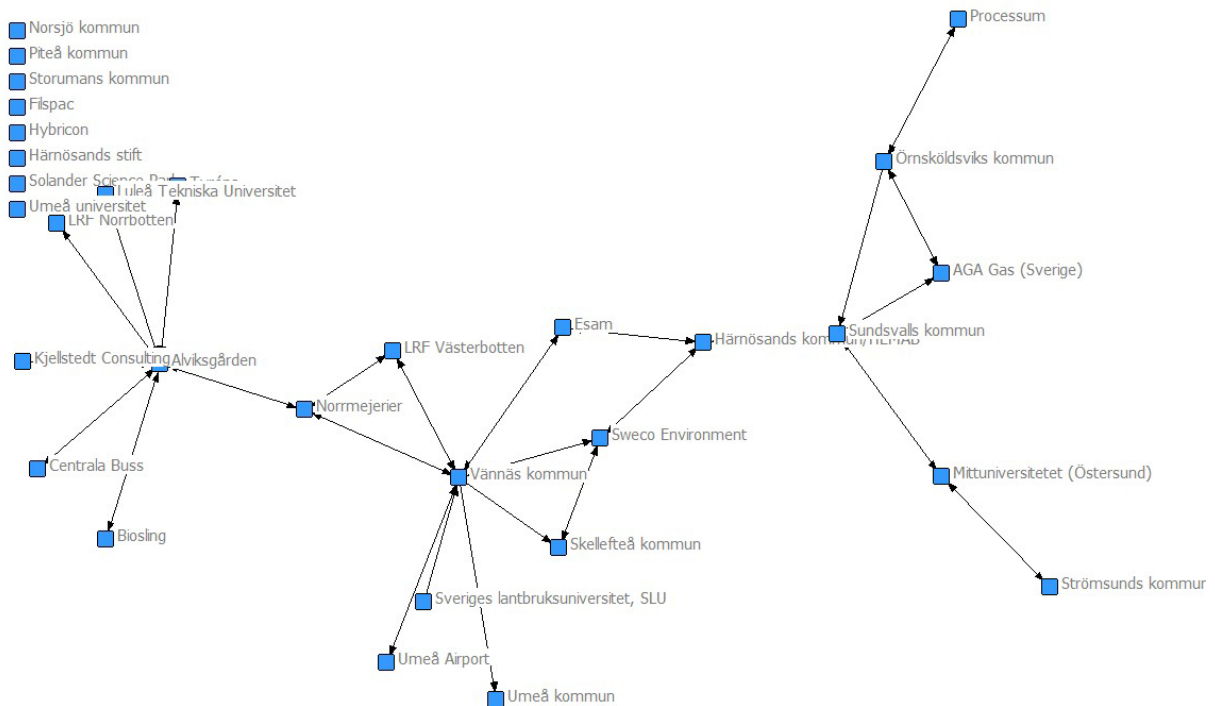 Norsjö kommun
Piteå kommun
Storumans kommun
Filspac
Hybricon
Härnösands stift
Solander Science Park
Luleå Tekniska Universitet
Umeå universitet
LRF Norrbotten
Kjellstedt Consulting
Alviksgården
Centrala Buss
Biosling
Norrmejerier
LRF Västerbotten
Esam
Härnösands kommun/HEMAB
Sweco Environment
Vännäs kommun
Skellefteå kommun
Sveriges lantbruksuniversitet, SLU
Umeå Airport
Umeå kommun
Processum
Örnsköldsviks kommun
AGA Gas (Sverige)
Sundsvalls kommun
Mittuniversitetet (Östersund)
Strömsunds kommun